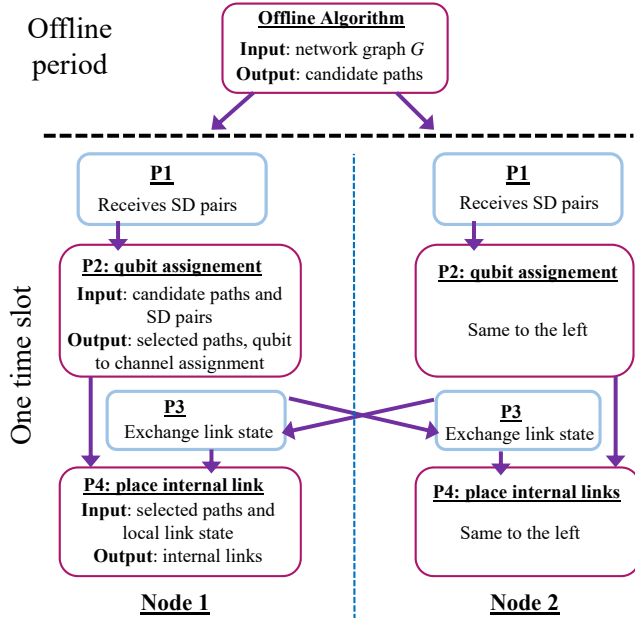 Offline
period
Offline Algorithm
Input: network graph G
Output: candidate paths
One time slot
P1
Receives SD pairs
P2: qubit assignement
Input: candidate paths and
SD pairs
Output: selected paths, qubit
to channel assignment
P3
Exchange link state
P4: place internal link
Input: selected paths and
local link state
Output: internal links
Node 1
P1
Receives SD pairs
P2: qubit assignement
Same to the left
P3
Exchange link state
P4: place internal links
Same to the left
Node 2